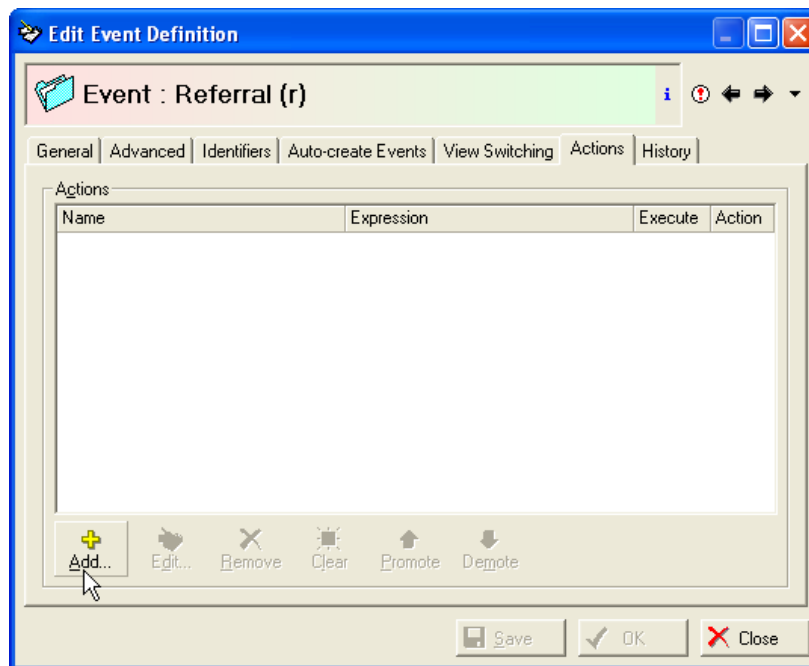 Edit Event Definition
Event : Referral (r)
General Advanced Identifiers Auto-create Events View Switching Actions History
Actions
Name Expression Execute Action
Add... Edit... Remove Clear Promote Demote
Save OK Close